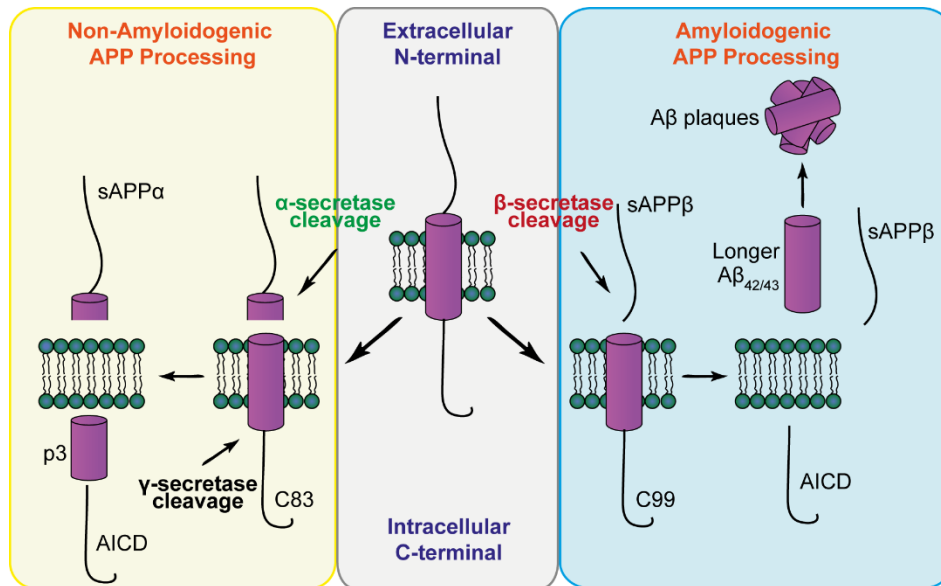 Non-Amyloidogenic
APP Processing
sAPPα
α-secretase
cleavage
p3
γ-secretase
cleavage
C83
AICD
Extracellular
N-terminal
Intracellular
C-terminal
Amyloidogenic
APP Processing
Aβ plaques
β-secretase
cleavage
sAPPβ
sAPPβ
Longer
Aβ42/43
C99
AICD